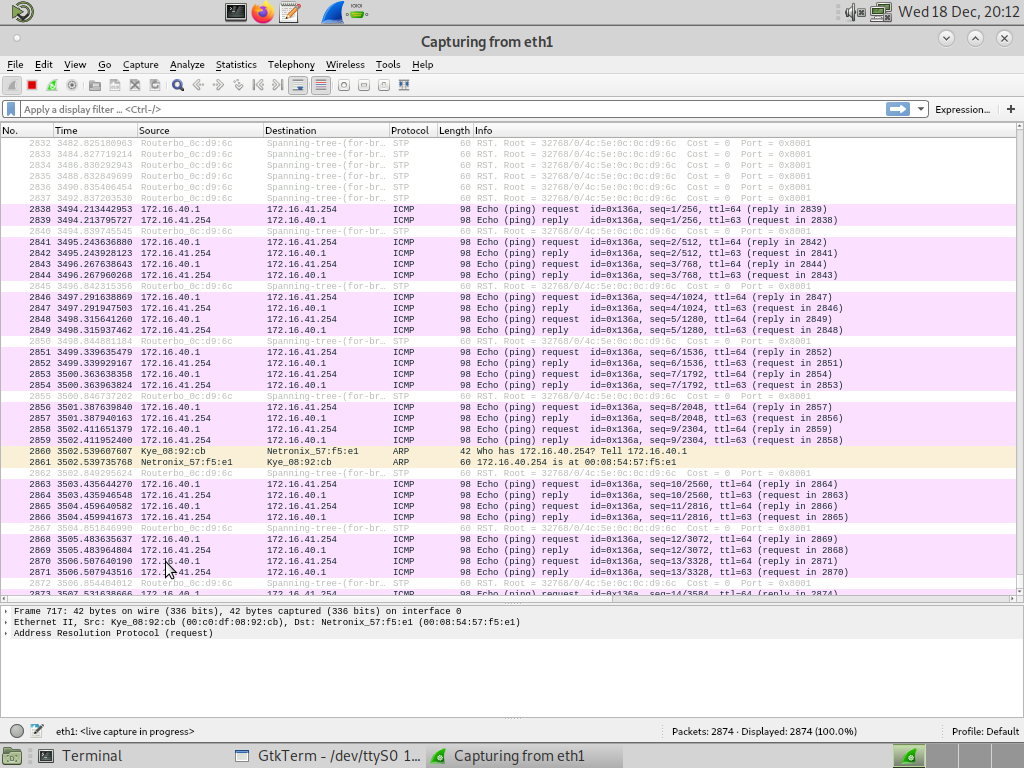 Wed 18 Dec, 20:12
Capturing from eth1
File Edit View Go Capture Analyze Statistics Telephony Wireless Tools Help
Apply a display filter ... <Ctrl-/> Expression... +
No. Time Source Destination Protocol Length Info
2832 3482.825180963 Routerbo_0c:d9:6c Spanning-tree-(for-br… STP 60 RST. Root = 32768/0/4c:5e:0c:0c:d9:6c Cost = 0 Port = 0x8001
2833 3484.827719214 Routerbo_0c:d9:6c Spanning-tree-(for-br… STP 60 RST. Root = 32768/0/4c:5e:0c:0c:d9:6c Cost = 0 Port = 0x8001
2834 3486.830292943 Routerbo_0c:d9:6c Spanning-tree-(for-br… STP 60 RST. Root = 32768/0/4c:5e:0c:0c:d9:6c Cost = 0 Port = 0x8001
2835 3488.832849699 Routerbo_0c:d9:6c Spanning-tree-(for-br… STP 60 RST. Root = 32768/0/4c:5e:0c:0c:d9:6c Cost = 0 Port = 0x8001
2836 3490.835406454 Routerbo_0c:d9:6c Spanning-tree-(for-br… STP 60 RST. Root = 32768/0/4c:5e:0c:0c:d9:6c Cost = 0 Port = 0x8001
2837 3492.837203530 Routerbo_0c:d9:6c Spanning-tree-(for-br… STP 60 RST. Root = 32768/0/4c:5e:0c:0c:d9:6c Cost = 0 Port = 0x8001
2838 3494.213442953 172.16.40.1 172.16.41.254 ICMP 98 Echo (ping) request id=0x136a, seq=1/256, ttl=64 (reply in 2839)
2839 3494.213795727 172.16.41.254 172.16.40.1 ICMP 98 Echo (ping) reply id=0x136a, seq=1/256, ttl=63 (request in 2838)
2840 3494.839745545 Routerbo_0c:d9:6c Spanning-tree-(for-br… STP 60 RST. Root = 32768/0/4c:5e:0c:0c:d9:6c Cost = 0 Port = 0x8001
2841 3495.243636880 172.16.40.1 172.16.41.254 ICMP 98 Echo (ping) request id=0x136a, seq=2/512, ttl=64 (reply in 2842)
2842 3495.243928123 172.16.41.254 172.16.40.1 ICMP 98 Echo (ping) reply id=0x136a, seq=2/512, ttl=63 (request in 2841)
2843 3496.267638643 172.16.40.1 172.16.41.254 ICMP 98 Echo (ping) request id=0x136a, seq=3/768, ttl=64 (reply in 2844)
2844 3496.267960268 172.16.41.254 172.16.40.1 ICMP 98 Echo (ping) reply id=0x136a, seq=3/768, ttl=63 (request in 2843)
2845 3496.842315356 Routerbo_0c:d9:6c Spanning-tree-(for-br… STP 60 RST. Root = 32768/0/4c:5e:0c:0c:d9:6c Cost = 0 Port = 0x8001
2846 3497.291638869 172.16.40.1 172.16.41.254 ICMP 98 Echo (ping) request id=0x136a, seq=4/1024, ttl=64 (reply in 2847)
2847 3497.291947503 172.16.41.254 172.16.40.1 ICMP 98 Echo (ping) reply id=0x136a, seq=4/1024, ttl=63 (request in 2846)
2848 3498.315641260 172.16.40.1 172.16.41.254 ICMP 98 Echo (ping) request id=0x136a, seq=5/1280, ttl=64 (reply in 2849)
2849 3498.315937462 172.16.41.254 172.16.40.1 ICMP 98 Echo (ping) reply id=0x136a, seq=5/1280, ttl=63 (request in 2848)
2850 3498.844881184 Routerbo_0c:d9:6c Spanning-tree-(for-br… STP 60 RST. Root = 32768/0/4c:5e:0c:0c:d9:6c Cost = 0 Port = 0x8001
2851 3499.339635479 172.16.40.1 172.16.41.254 ICMP 98 Echo (ping) request id=0x136a, seq=6/1536, ttl=64 (reply in 2852)
2852 3499.339929167 172.16.41.254 172.16.40.1 ICMP 98 Echo (ping) reply id=0x136a, seq=6/1536, ttl=63 (request in 2851)
2853 3500.363638358 172.16.40.1 172.16.41.254 ICMP 98 Echo (ping) request id=0x136a, seq=7/1792, ttl=64 (reply in 2854)
2854 3500.363963824 172.16.41.254 172.16.40.1 ICMP 98 Echo (ping) reply id=0x136a, seq=7/1792, ttl=63 (request in 2853)
2855 3500.846737202 Routerbo_0c:d9:6c Spanning-tree-(for-br… STP 60 RST. Root = 32768/0/4c:5e:0c:0c:d9:6c Cost = 0 Port = 0x8001
2856 3501.387639840 172.16.40.1 172.16.41.254 ICMP 98 Echo (ping) request id=0x136a, seq=8/2048, ttl=64 (reply in 2857)
2857 3501.387940163 172.16.41.254 172.16.40.1 ICMP 98 Echo (ping) reply id=0x136a, seq=8/2048, ttl=63 (request in 2856)
2858 3502.411651379 172.16.40.1 172.16.41.254 ICMP 98 Echo (ping) request id=0x136a, seq=9/2304, ttl=64 (reply in 2859)
2859 3502.411952400 172.16.41.254 172.16.40.1 ICMP 98 Echo (ping) reply id=0x136a, seq=9/2304, ttl=63 (request in 2858)
2860 3502.539607607 Kye_08:92:cb Netronix_57:f5:e1 ARP 42 Who has 172.16.40.254? Tell 172.16.40.1
2861 3502.539735768 Netronix_57:f5:e1 Kye_08:92:cb ARP 60 172.16.40.254 is at 00:08:54:57:f5:e1
2862 3502.849295624 Routerbo_0c:d9:6c Spanning-tree-(for-br… STP 60 RST. Root = 32768/0/4c:5e:0c:0c:d9:6c Cost = 0 Port = 0x8001
2863 3503.435644270 172.16.40.1 172.16.41.254 ICMP 98 Echo (ping) request id=0x136a, seq=10/2560, ttl=64 (reply in 2864)
2864 3503.435946548 172.16.41.254 172.16.40.1 ICMP 98 Echo (ping) reply id=0x136a, seq=10/2560, ttl=63 (request in 2863)
2865 3504.459640582 172.16.40.1 172.16.41.254 ICMP 98 Echo (ping) request id=0x136a, seq=11/2816, ttl=64 (reply in 2866)
2866 3504.459941673 172.16.41.254 172.16.40.1 ICMP 98 Echo (ping) reply id=0x136a, seq=11/2816, ttl=63 (request in 2865)
2867 3504.851846990 Routerbo_0c:d9:6c Spanning-tree-(for-br… STP 60 RST. Root = 32768/0/4c:5e:0c:0c:d9:6c Cost = 0 Port = 0x8001
2868 3505.483635637 172.16.40.1 172.16.41.254 ICMP 98 Echo (ping) request id=0x136a, seq=12/3072, ttl=64 (reply in 2869)
2869 3505.483964804 172.16.41.254 172.16.40.1 ICMP 98 Echo (ping) reply id=0x136a, seq=12/3072, ttl=63 (request in 2868)
2870 3506.507640190 172.16.40.1 172.16.41.254 ICMP 98 Echo (ping) request id=0x136a, seq=13/3328, ttl=64 (reply in 2871)
2871 3506.507943516 172.16.41.254 172.16.40.1 ICMP 98 Echo (ping) reply id=0x136a, seq=13/3328, ttl=63 (request in 2870)
2872 3506.854404012 Routerbo_0c:d9:6c Spanning-tree-(for-br… STP 60 RST. Root = 32768/0/4c:5e:0c:0c:d9:6c Cost = 0 Port = 0x8001
2873 3507.531638666 172.16.40.1 172.16.41.254 ICMP 98 Echo (ping) request id=0x136a, seq=14/3584, ttl=64 (reply in 2874)
Frame 717: 42 bytes on wire (336 bits), 42 bytes captured (336 bits) on interface 0
Ethernet II, Src: Kye_08:92:cb (00:c0:df:08:92:cb), Dst: Netronix_57:f5:e1 (00:08:54:57:f5:e1)
Address Resolution Protocol (request)
eth1: <live capture in progress> Packets: 2874 · Displayed: 2874 (100.0%) Profile: Default
Terminal GtkTerm - /dev/ttyS0 1... Capturing from eth1